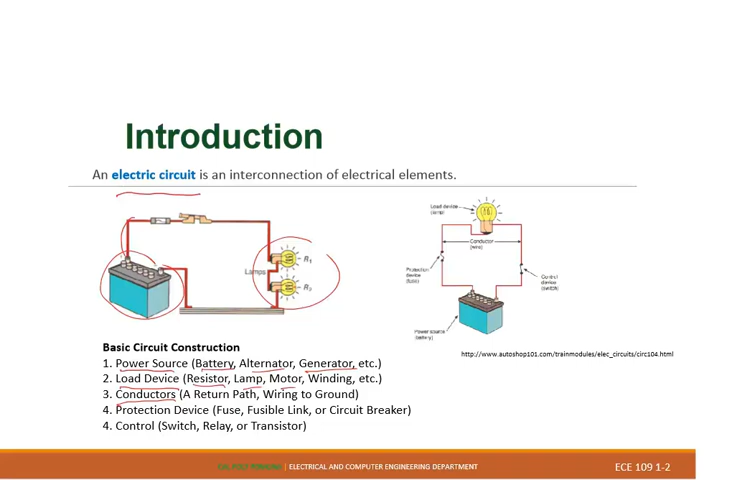 Introduction
An electric circuit is an interconnection of electrical elements.
Lamps
R₁
R₂
Load device
(lamp)
Conductor
(wire)
Protection
device
(fuse)
Control
device
(switch)
Power source
(battery)
http://www.autoshop101.com/trainmodules/elec_circuits/circ104.html
Basic Circuit Construction
1. Power Source (Battery, Alternator, Generator, etc.)
2. Load Device (Resistor, Lamp, Motor, Winding, etc.)
3. Conductors (A Return Path, Wiring to Ground)
4. Protection Device (Fuse, Fusible Link, or Circuit Breaker)
4. Control (Switch, Relay, or Transistor)
CAL POLY POMONA | ELECTRICAL AND COMPUTER ENGINEERING DEPARTMENT
ECE 109 1-2